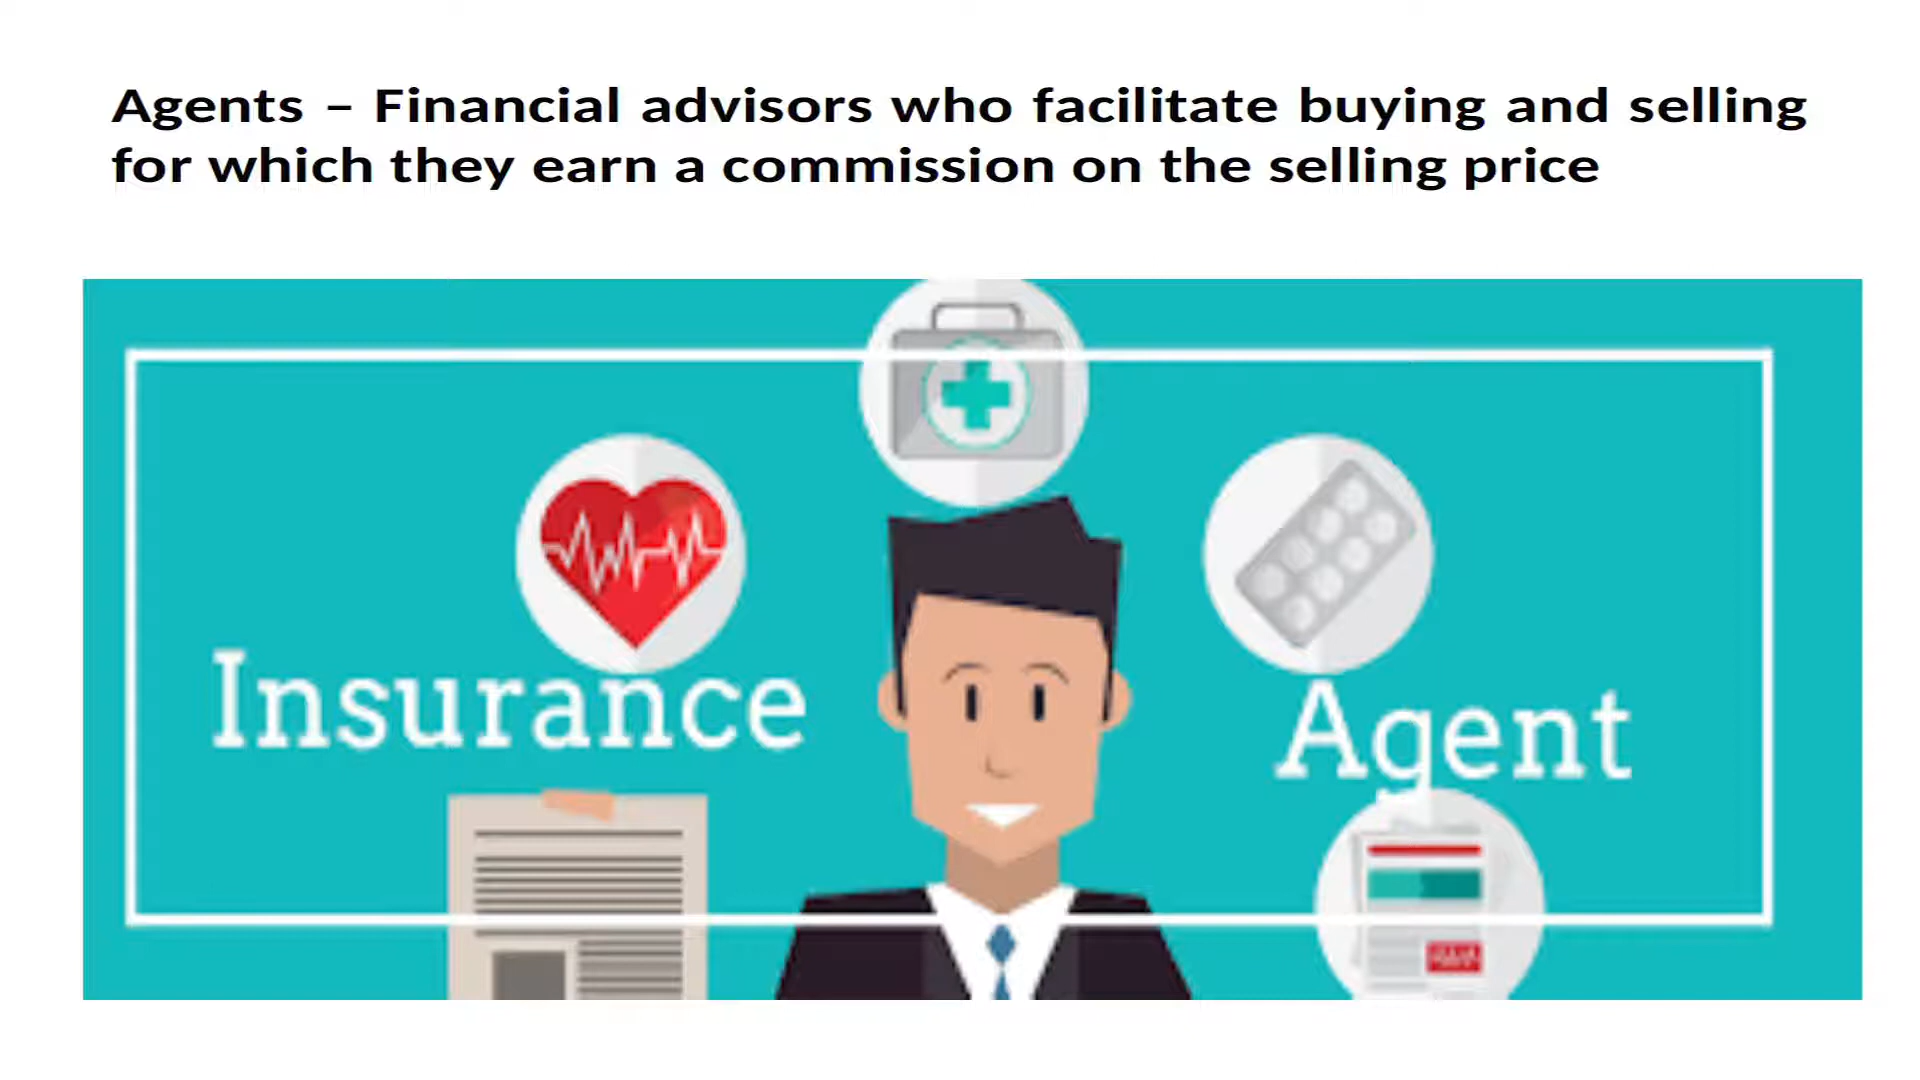 Agents – Financial advisors who facilitate buying and selling
for which they earn a commission on the selling price
Insurance
Agent